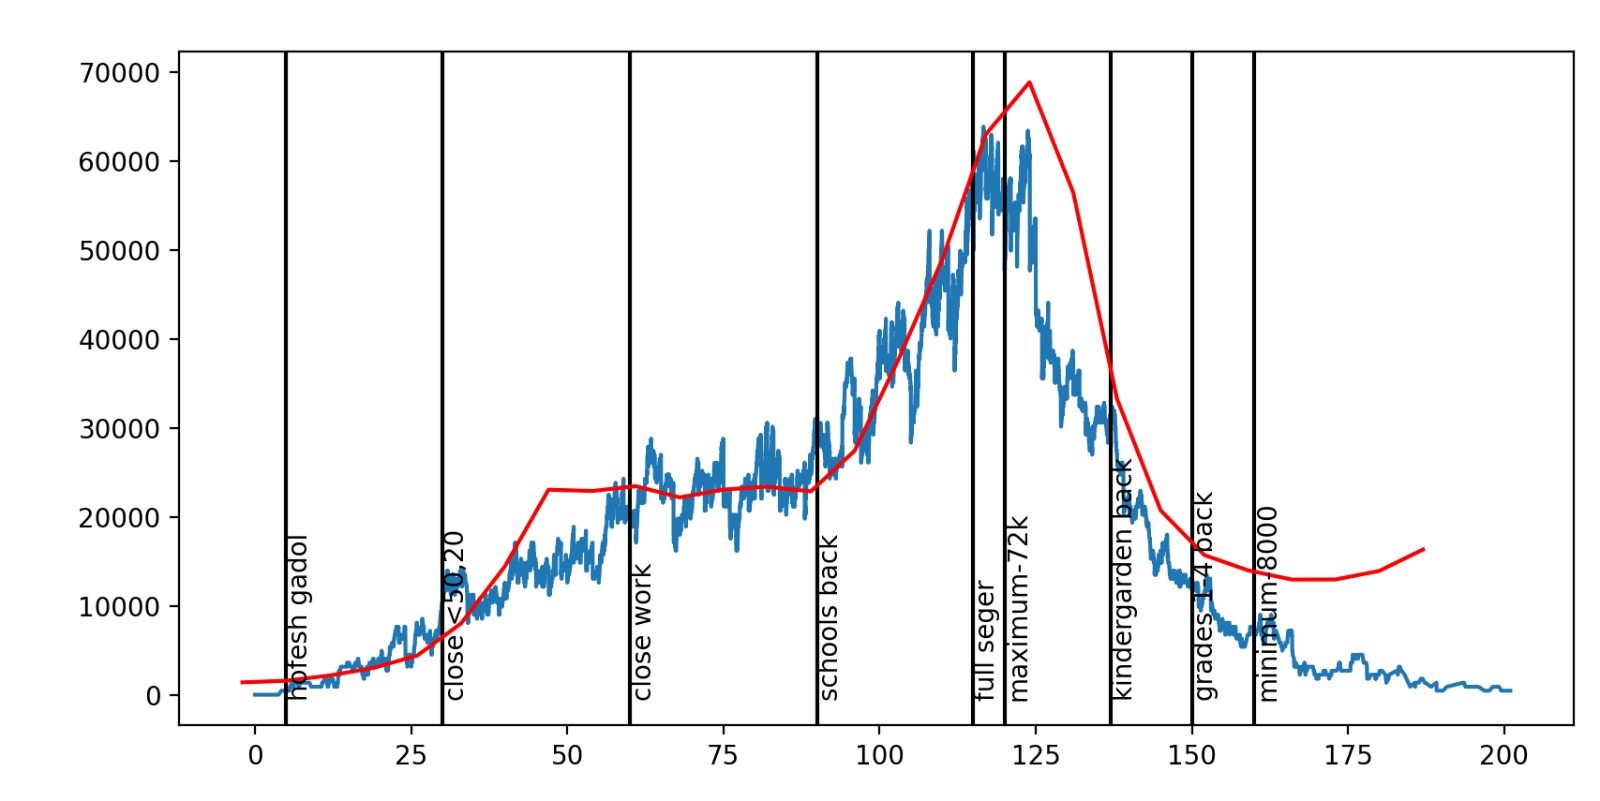 70000
60000
50000
40000
30000
20000
10000
0
hofesh gadol
close <50,20
close work
schools back
full seger
maximum-72k
kindergarden back
grades 1-4 back
minimum-8000
0 25 50 75 100 125 150 175 200